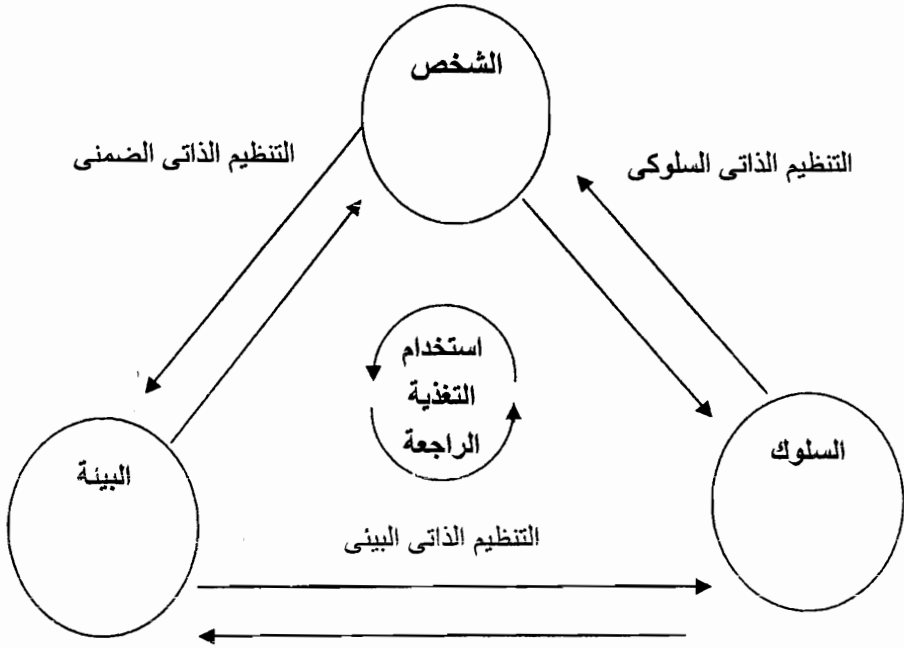 الشخص
التنظيم الذاتى السلوكى
التنظيم الذاتى الضمنى
استخدام
التغذية
الراجعة
السلوك
البيئة
التنظيم الذاتى البيئى